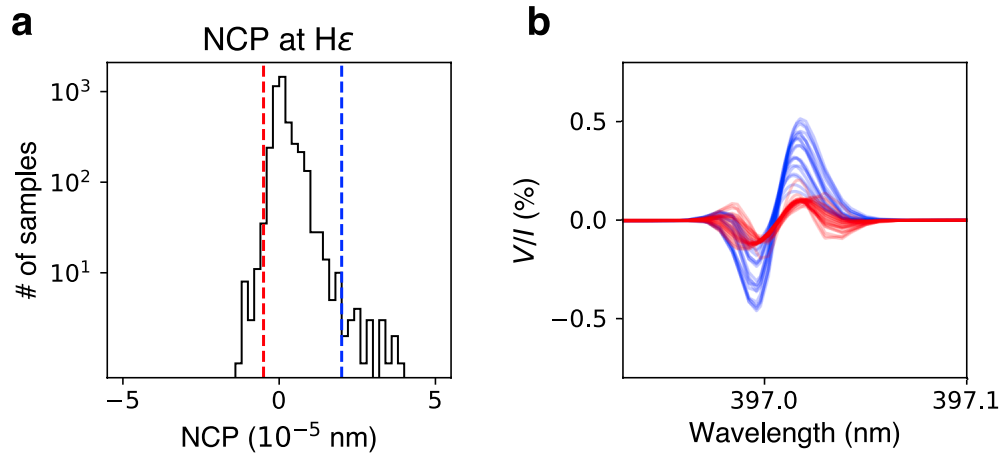 a
NCP at Hε
# of samples
10³
10²
10¹
−5
0
5
NCP (10⁻⁵ nm)
b
V/I (%)
0.5
0.0
−0.5
397.0
397.1
Wavelength (nm)